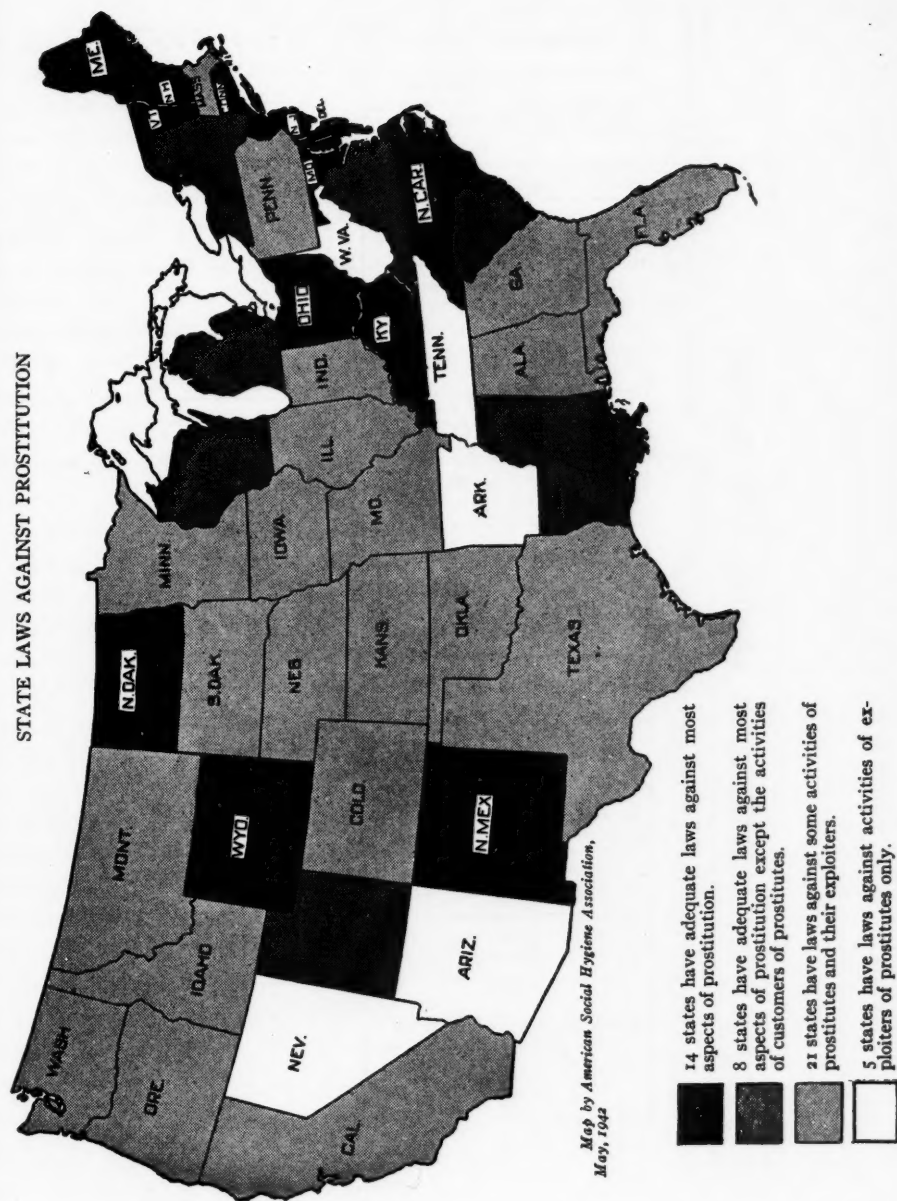 STATE LAWS AGAINST PROSTITUTION
WASH
ORE.
CAL.
NEV.
IDAHO
MONT.
WYO.
ARIZ.
COLO.
N.MEX
N.DAK.
S.DAK.
NEB
KANS.
OKLA.
TEXAS
MINN.
IOWA
MO.
ARK.
ILL.
IND.
OHIO
KY.
TENN.
ALA
GA.
FLA.
N.CAR.
W.VA.
PENN.
MD
DEL
N.J.
MASS
CONN
VT
N H
ME.
Map by American Social Hygiene Association,
May, 1942
14 states have adequate laws against most
aspects of prostitution.
8 states have adequate laws against most
aspects of prostitution except the activities
of customers of prostitutes.
21 states have laws against some activities of
prostitutes and their exploiters.
5 states have laws against activities of ex-
ploiters of prostitutes only.